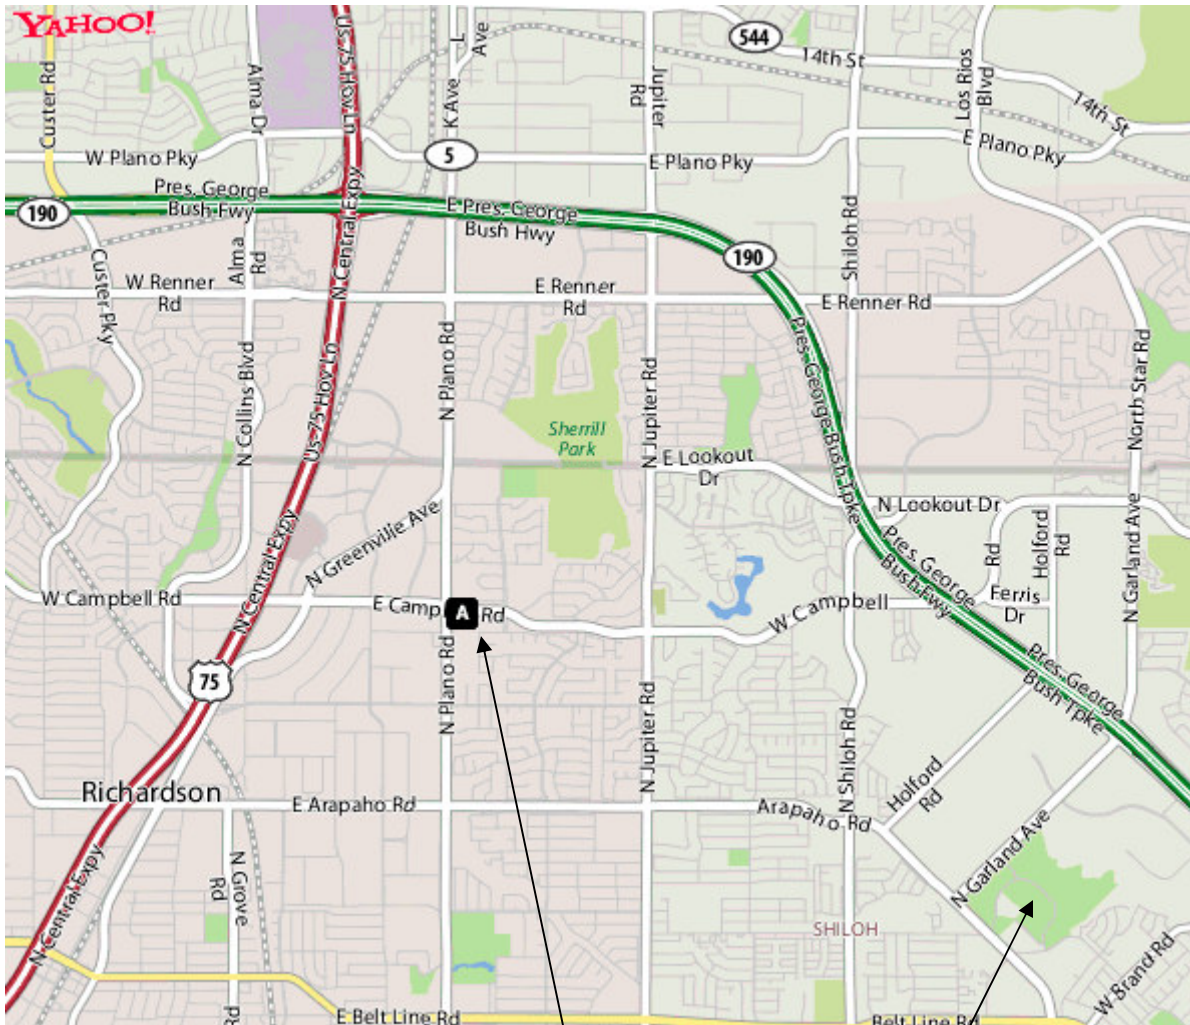 YAHOO!
Custer Rd
Alma Dr
Us 75 Hov Ln
L
Ave
K Ave
Jupiter
Rd
544
14th St
Los Rios
Blvd
14th St
W Plano Pky
5
E Plano Pky
E Plano Pky
190
Pres. George
Bush Fwy
N Central Expy
E Pres. George
Bush Hwy
190
Shiloh Rd
Custer Pky
Alma
Rd
W Renner
Rd
E Renner
Rd
E Renner Rd
N Collins Blvd
Us 75 Hov Ln
N Plano Rd
Sherrill
Park
N Jupiter Rd
Pres. George Bush Tpke
North Star Rd
E Lookout
Dr
N Lookout Dr
N Central Expy
N Greenville Ave
Pres. George
Bush Fwy
Rd
Holford
Rd
N Garland Ave
W Campbell Rd
E Camp
A
Rd
W Campbell
Ferris
Dr
75
N Plano Rd
N Jupiter Rd
N Shiloh Rd
Pres. George
Bush Tpke
Richardson
E Arapaho Rd
Arapaho Rd
Holford
Rd
N Central Expy
N Grove
Rd
N Garland Ave
SHILOH
W Brand Rd
Rd
E Belt Line Rd
Belt Line Rd